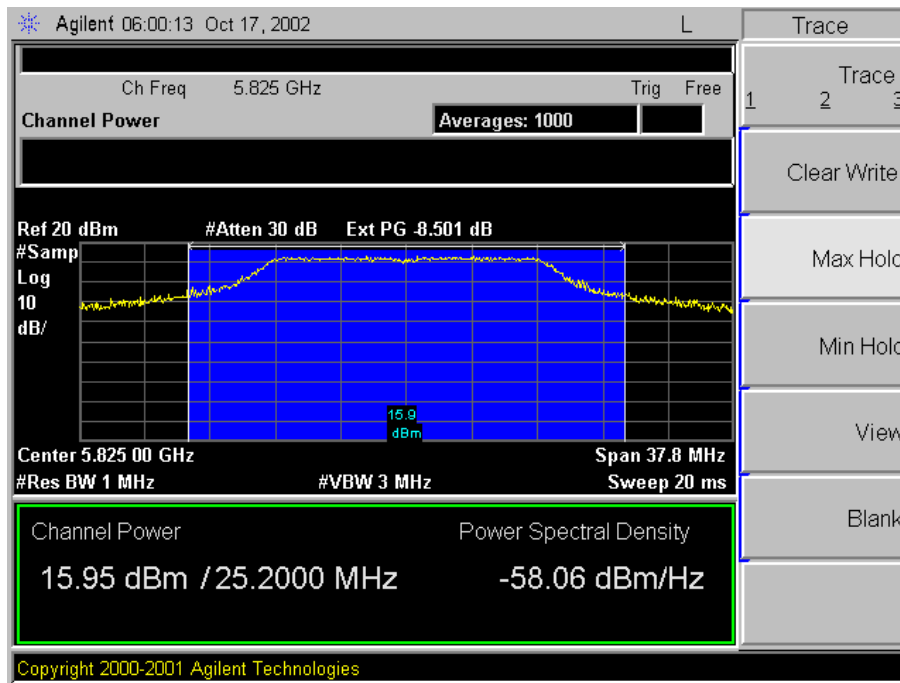 Agilent 06:00:13 Oct 17, 2002 L
Trace
Ch Freq 5.825 GHz Trig Free
Channel Power Averages: 1000
Ref 20 dBm #Atten 30 dB Ext PG -8.501 dB
#Samp
Log
10
dB/
15.9
dBm
Center 5.825 00 GHz Span 37.8 MHz
#Res BW 1 MHz #VBW 3 MHz Sweep 20 ms
Channel Power Power Spectral Density
15.95 dBm / 25.2000 MHz -58.06 dBm/Hz
Copyright 2000-2001 Agilent Technologies
Trace
1 2 3
Clear Write
Max Hold
Min Hold
View
Blank